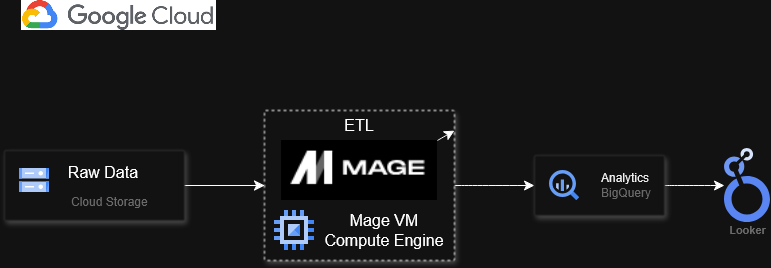 Google Cloud
ETL
MAGE
Raw Data
Cloud Storage
Mage VM
Compute Engine
Analytics
BigQuery
Looker